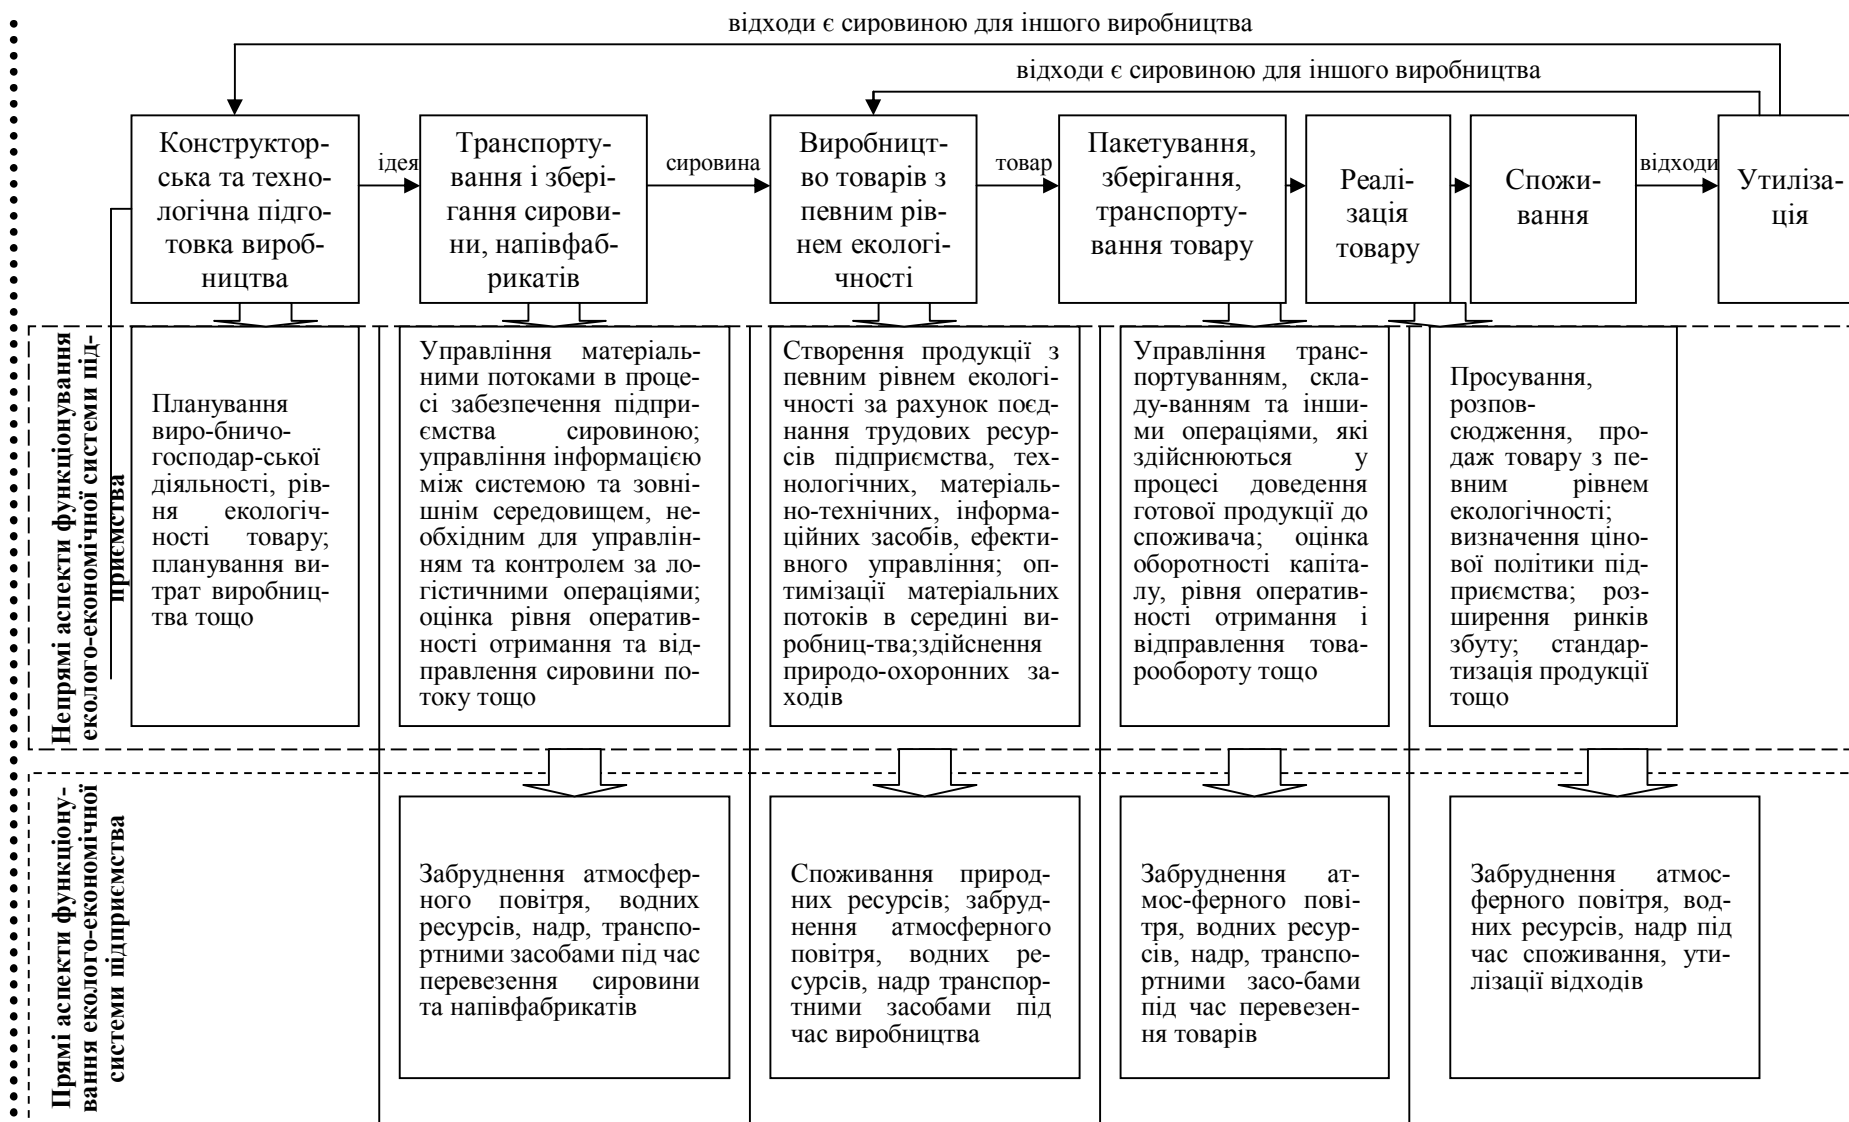 відходи є сировиною для іншого виробництва
відходи є сировиною для іншого виробництва
Конструктор-
ська та техно-
логічна підго-
товка вироб-
ництва
ідея
Транспорту-
вання і збері-
гання сирови-
ни, напівфаб-
рикатів
сировина
Виробницт-
во товарів з
певним рів-
нем екологі-
чності
товар
Пакетування,
зберігання,
транспорту-
вання товару
Реалі-
зація
товару
Спожи-
вання
відходи
Утиліза-
ція
Непрямі аспекти функціонування
еколого-економічної системи під-
приємства
Планування
виро-бничо-
господар-ської
діяльності, рів-
ня екологіч-
ності товару;
планування ви-
трат виробниц-
тва тощо
Управління матеріаль-
ними потоками в проце-
сі забезпечення підпри-
ємства сировиною;
управління інформацією
між системою та зовні-
шнім середовищем, не-
обхідним для управлін-
ням та контролем за ло-
гістичними операціями;
оцінка рівня оператив-
ності отримання та від-
правлення сировини по-
току тощо
Створення продукції з
певним рівнем екологі-
чності за рахунок поєд-
нання трудових ресур-
сів підприємства, тех-
нологічних, матеріаль-
но-технічних, інформа-
ційних засобів, ефекти-
вного управління; оп-
тимізації матеріальних
потоків в середині ви-
робниц-тва;здійснення
природо-охоронних за-
ходів
Управління транс-
портуванням, скла-
ду-ванням та інши-
ми операціями, які
здійснюються у
процесі доведення
готової продукції до
споживача; оцінка
оборотності капіта-
лу, рівня оператив-
ності отримання і
відправлення това-
рообороту тощо
Просування,
розпов-
сюдження, про-
даж товару з пе-
вним рівнем
екологічності;
визначення ціно-
вої політики під-
приємства; роз-
ширення ринків
збуту; стандар-
тизація продукції
тощо
Прямі аспекти функціону-
вання еколого-економічної
системи підприємства
Забруднення атмосфер-
ного повітря, водних
ресурсів, надр, транспо-
ртними засобами під час
перевезення сировини
та напівфабрикатів
Споживання природ-
них ресурсів; забруд-
нення атмосферного
повітря, водних ре-
сурсів, надр транспор-
тними засобами під
час виробництва
Забруднення ат-
мос-ферного пові-
тря, водних ресур-
сів, надр, транспо-
ртними засо-бами
під час перевезен-
ня товарів
Забруднення атмос-
ферного повітря, вод-
них ресурсів, надр під
час споживання, ути-
лізації відходів